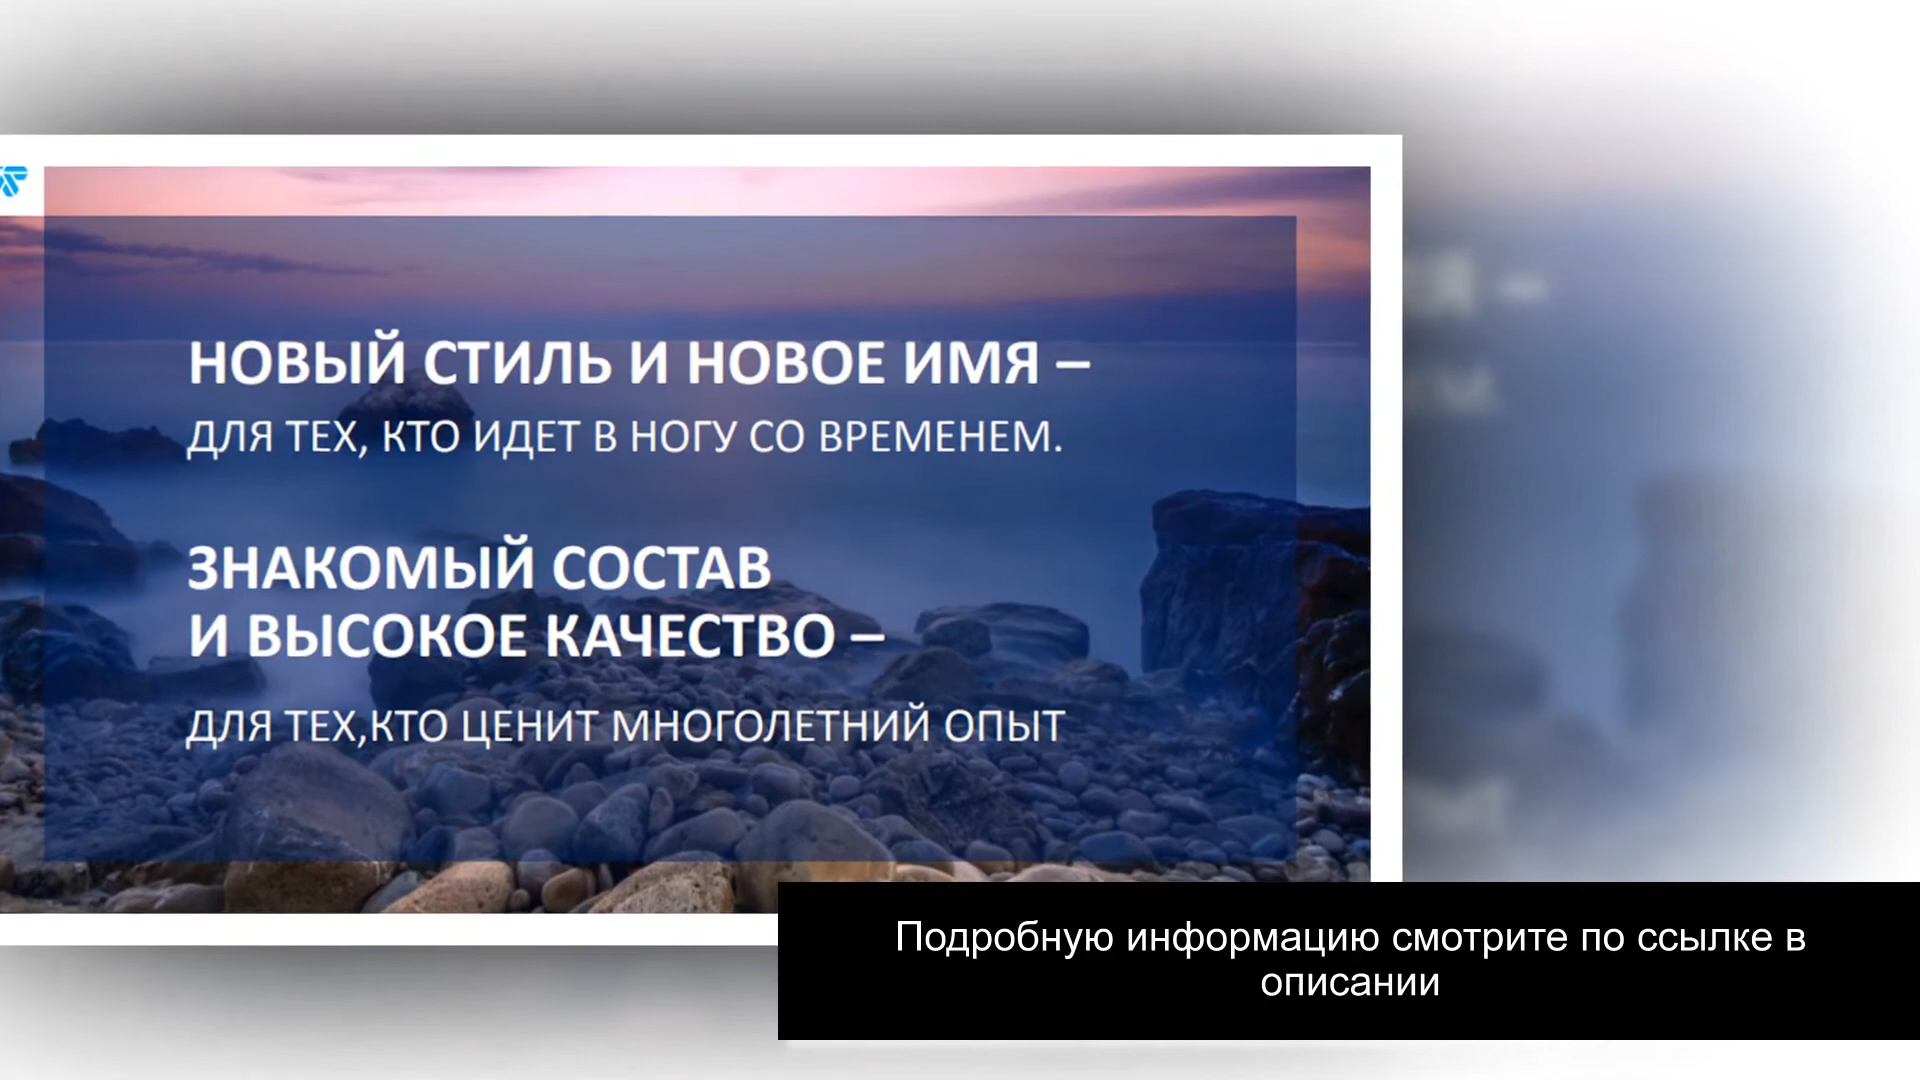 НОВЫЙ СТИЛЬ И НОВОЕ ИМЯ –
ДЛЯ ТЕХ, КТО ИДЕТ В НОГУ СО ВРЕМЕНЕМ.
ЗНАКОМЫЙ СОСТАВ
И ВЫСОКОЕ КАЧЕСТВО –
ДЛЯ ТЕХ,КТО ЦЕНИТ МНОГОЛЕТНИЙ ОПЫТ
Подробную информацию смотрите по ссылке в
описании